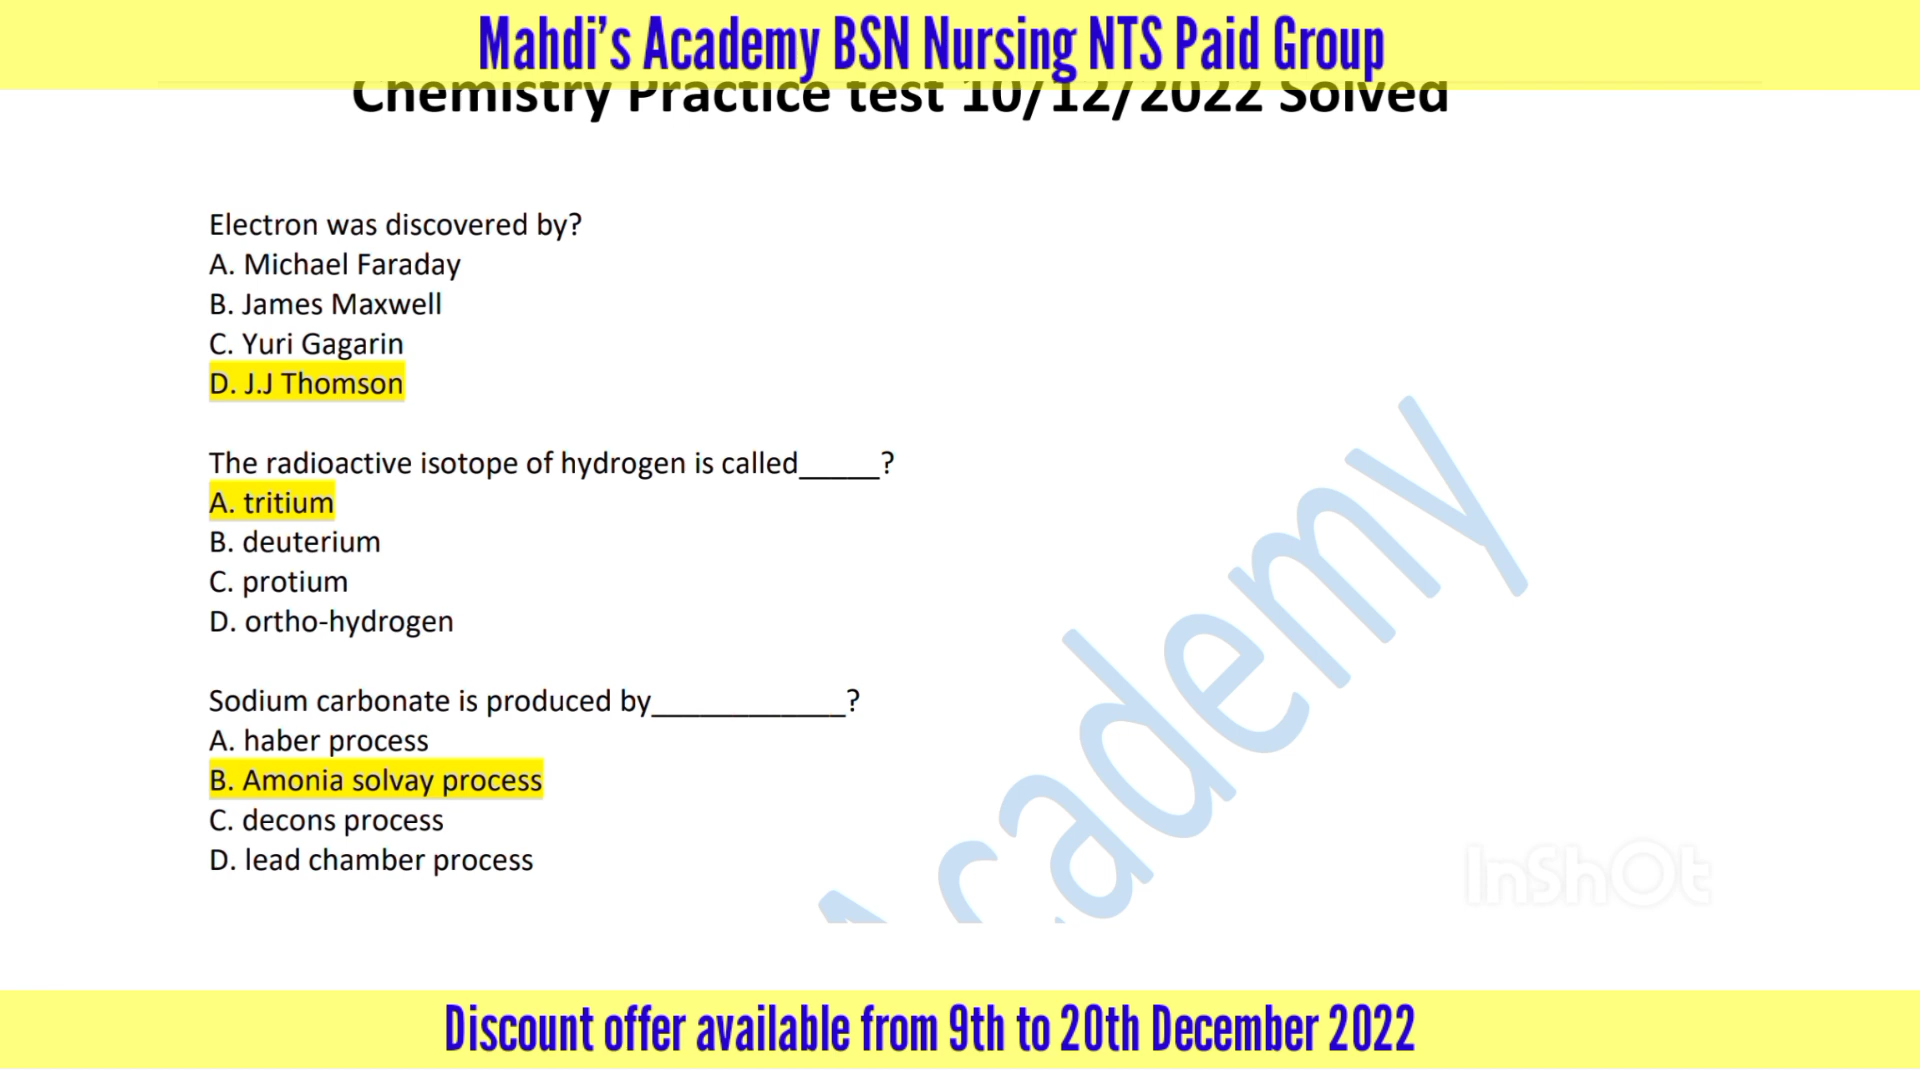 Mahdi's Academy BSN Nursing NTS Paid Group
Chemistry Practice test 10/12/2022 Solved
Electron was discovered by?
A. Michael Faraday
B. James Maxwell
C. Yuri Gagarin
D. J.J Thomson
The radioactive isotope of hydrogen is called_____?
A. tritium
B. deuterium
C. protium
D. ortho-hydrogen
Sodium carbonate is produced by____________?
A. haber process
B. Amonia solvay process
C. decons process
D. lead chamber process
Academy
InShOt
Discount offer available from 9th to 20th December 2022